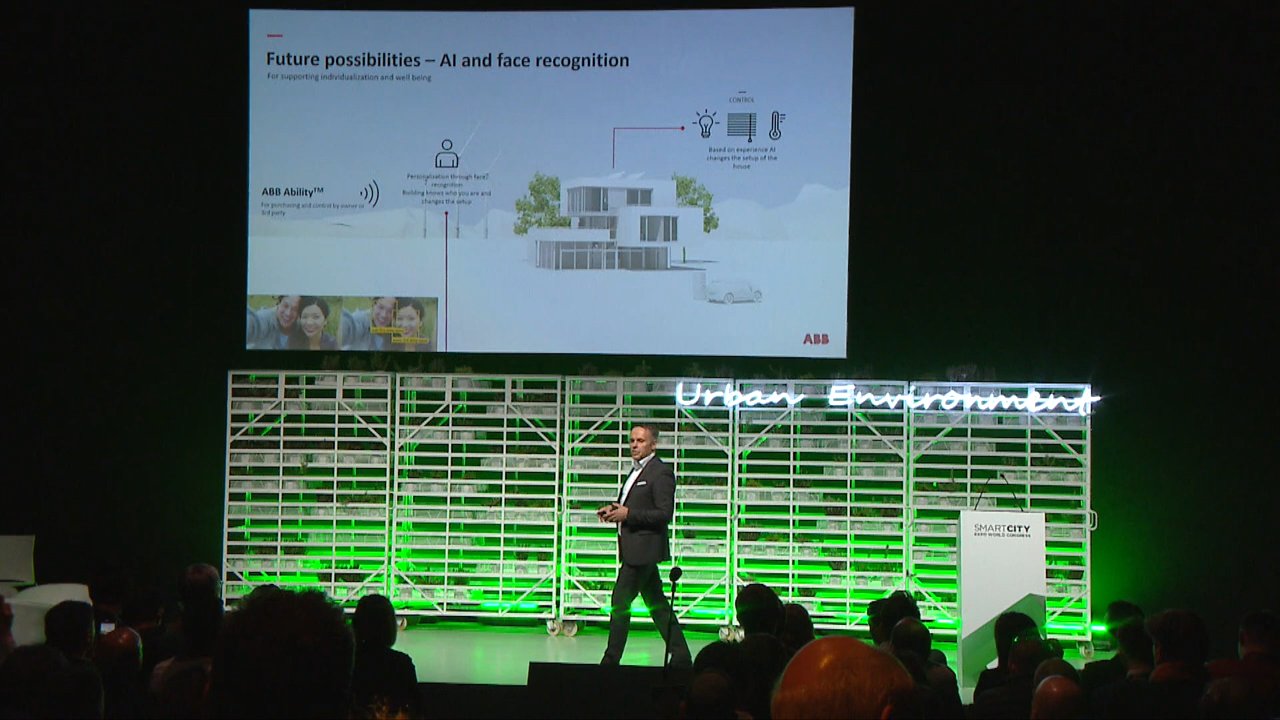 Future possibilities – AI and face recognition
For supporting individualization and well being
CONTROL
Based on experience AI
changes the setup of the
house
Personalization through face
recognition
Building knows who you are and
changes the setup
ABB Ability™
For purchasing and control by owner or
3rd party
ABB
Urban Environment
SMARTCITY
EXPO WORLD CONGRESS